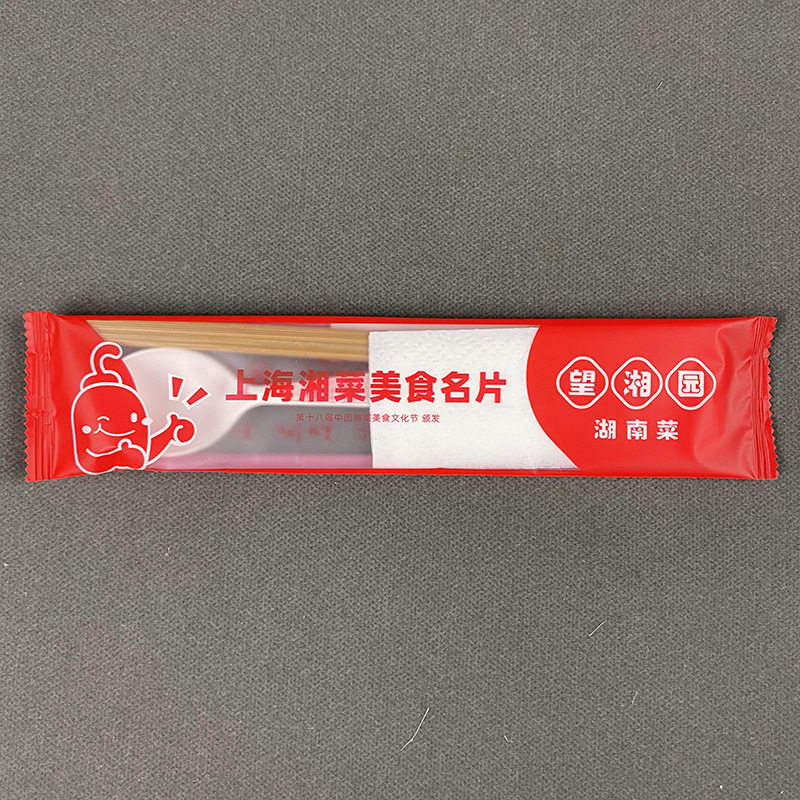 上海湘菜美食名片
第十八届中国湘菜美食文化节 颁发
望湘园
湖南菜